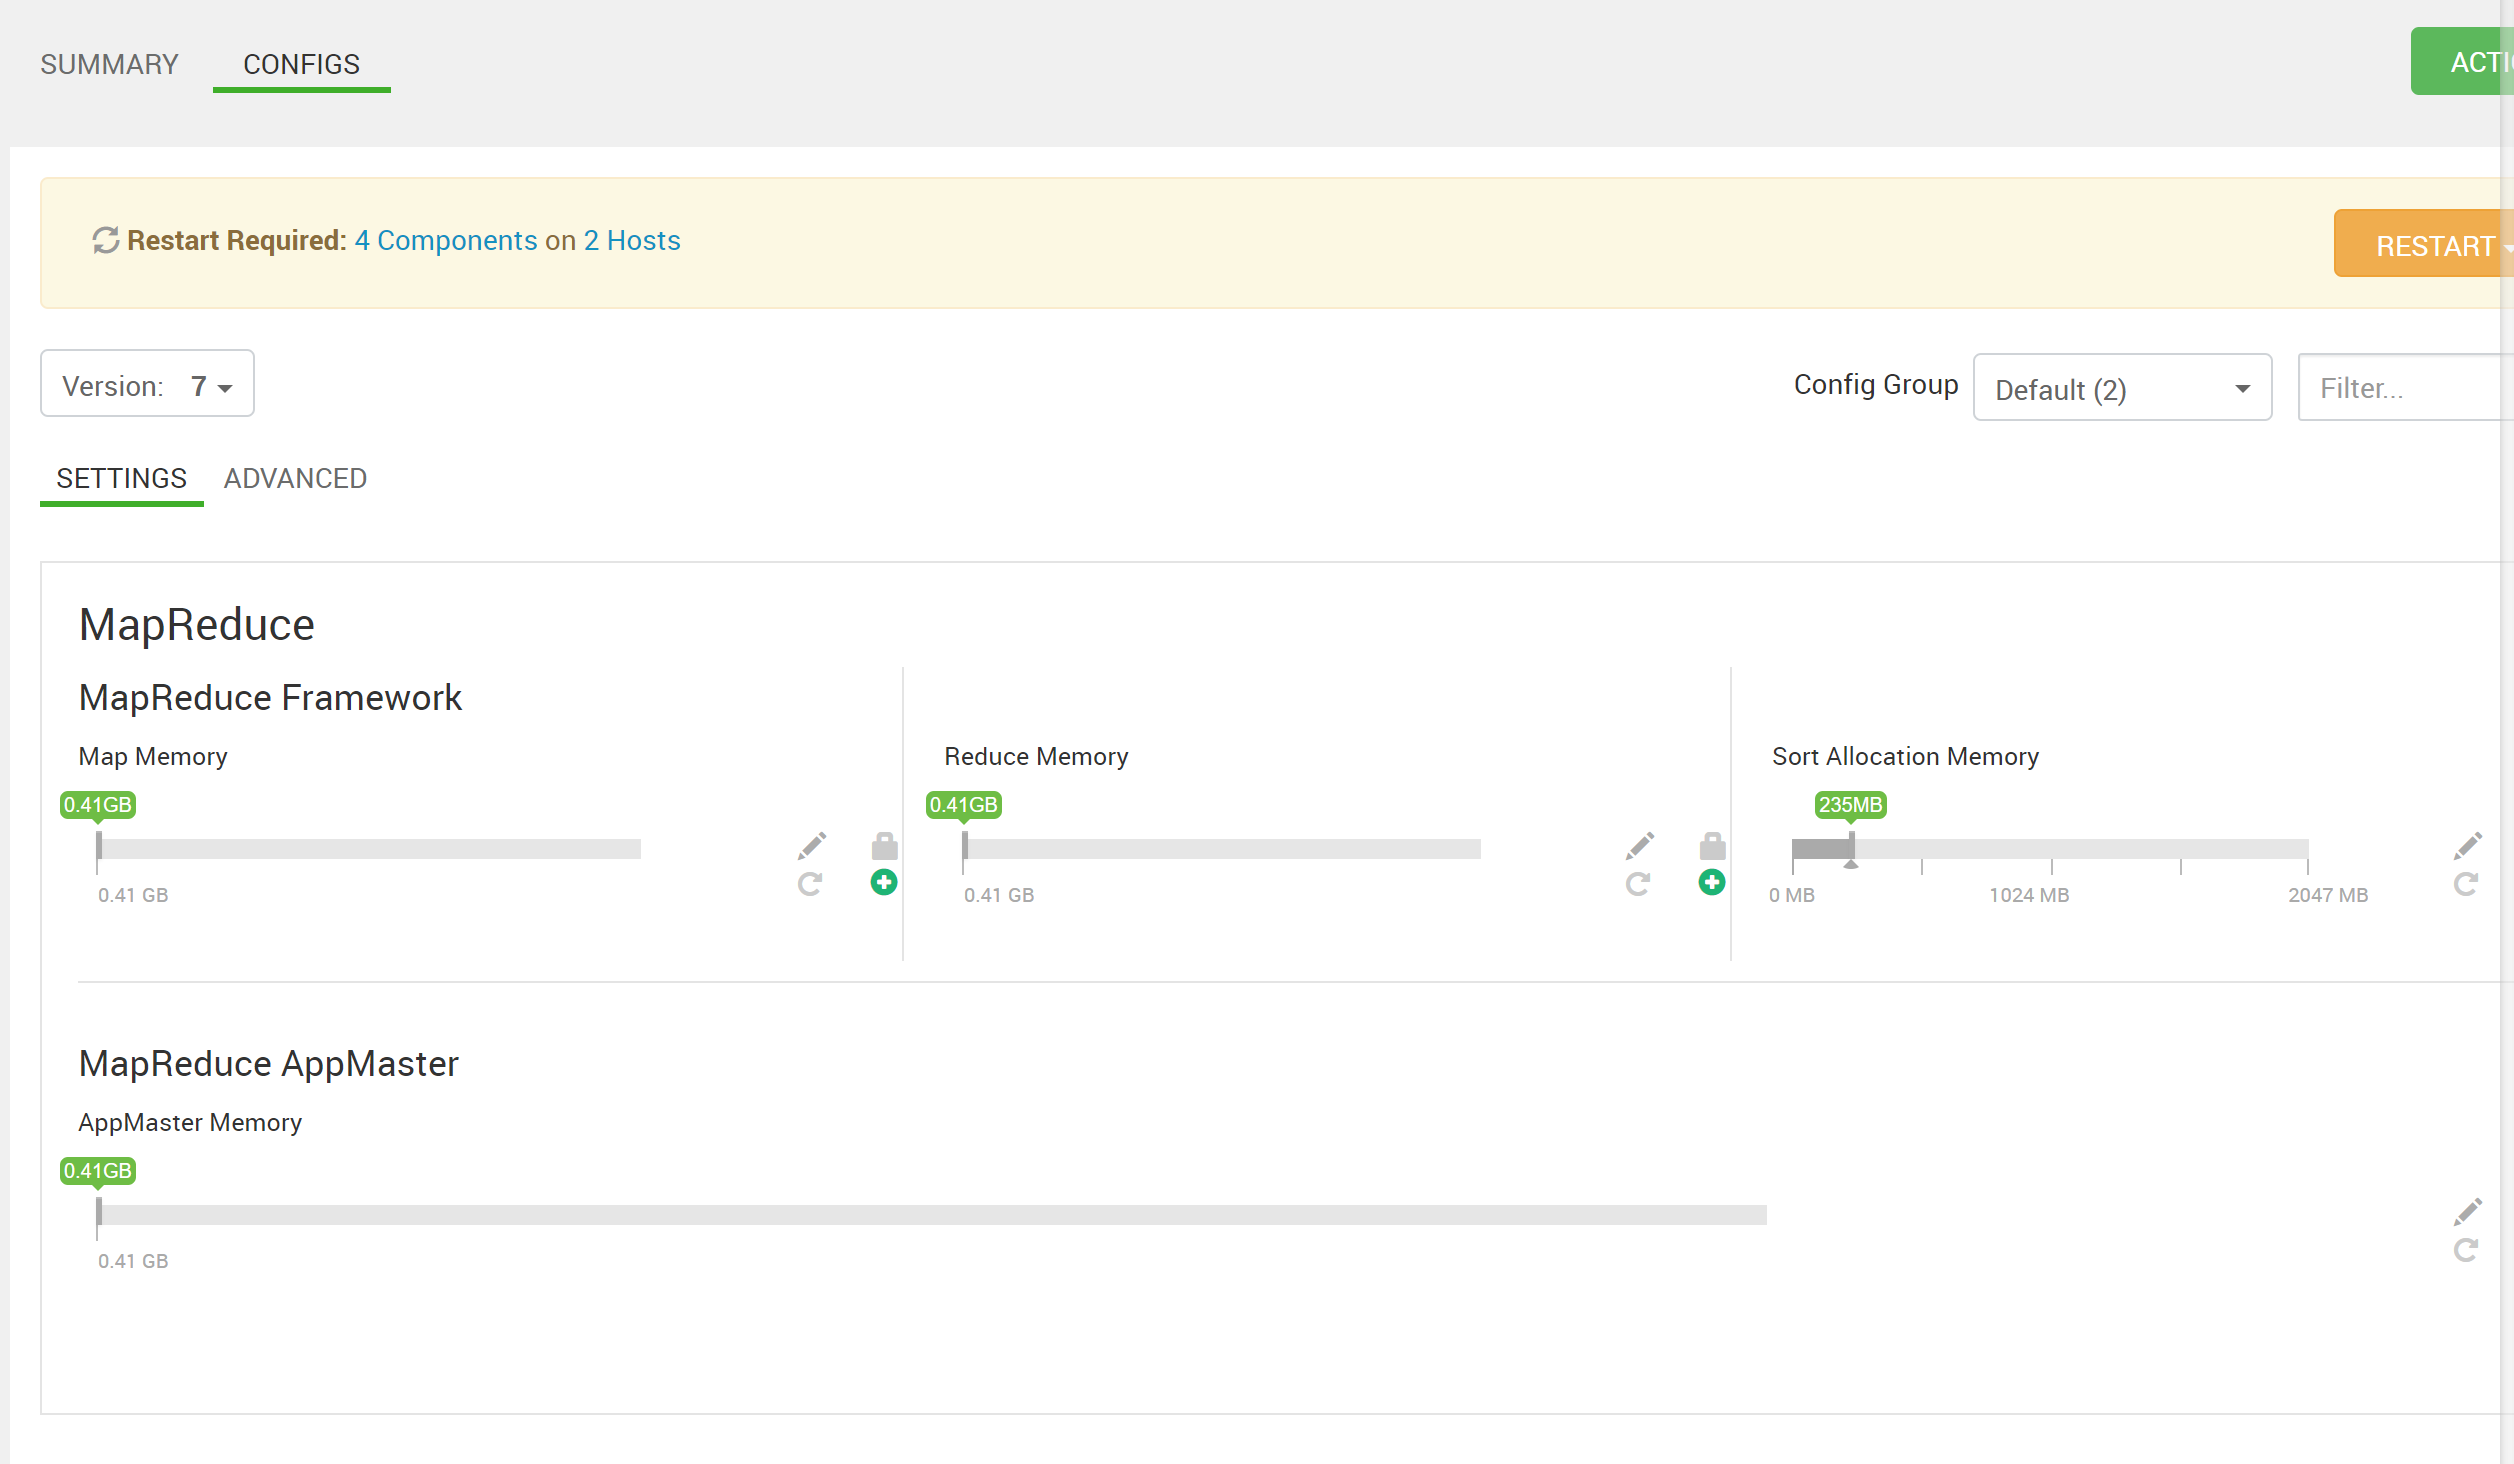 SUMMARY CONFIGS
Restart Required: 4 Components on 2 Hosts RESTART
Version: 7 Config Group Default (2) Filter...
SETTINGS ADVANCED
MapReduce
MapReduce Framework
Map Memory Reduce Memory Sort Allocation Memory
0.41GB 0.41GB 235MB
0.41 GB 0.41 GB 0 MB 1024 MB 2047 MB
MapReduce AppMaster
AppMaster Memory
0.41GB
0.41 GB